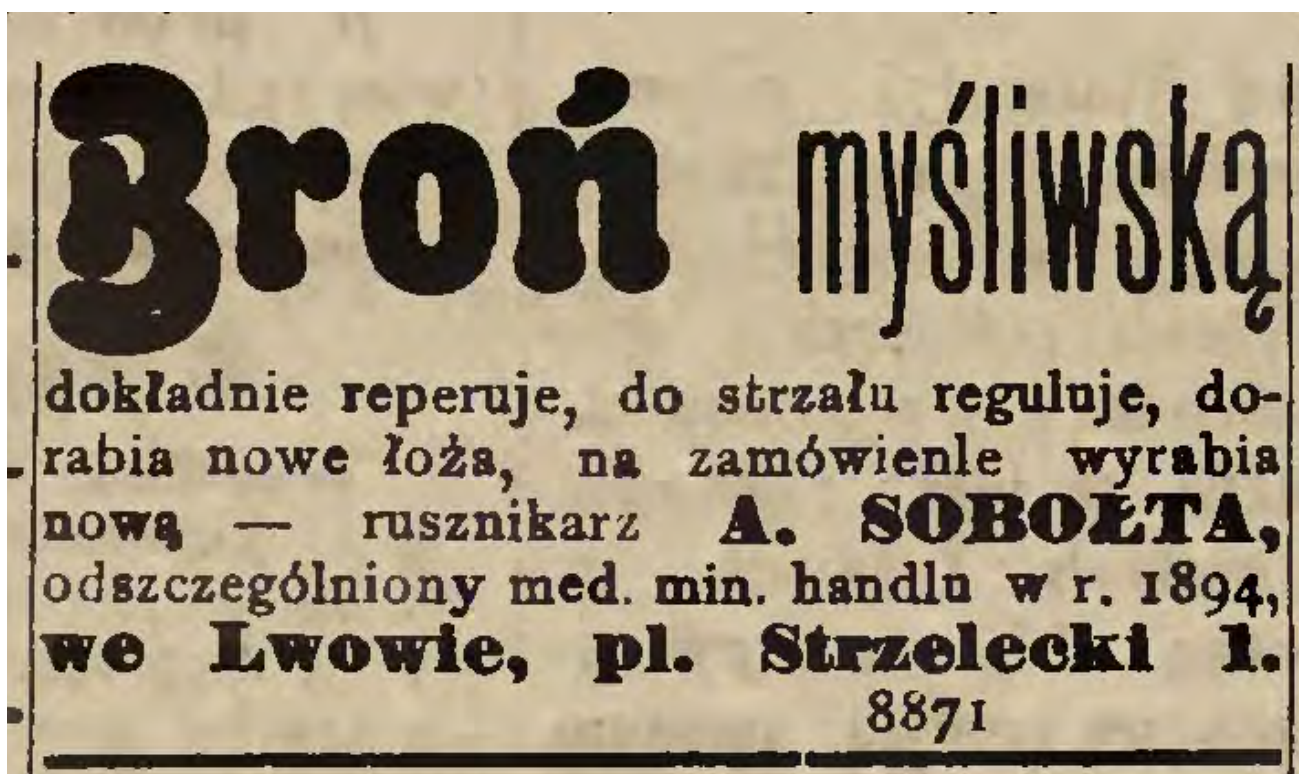 Broń myśliwską
dokładnie reperuje, do strzału reguluje, do-
rabia nowe łoża, na zamówienle wyrabia
nową — rusznikarz A. SOBOŁTA,
odszczególniony med. min. handlu w r. 1894,
we Lwowie, pl. Strzelecki 1.
8871